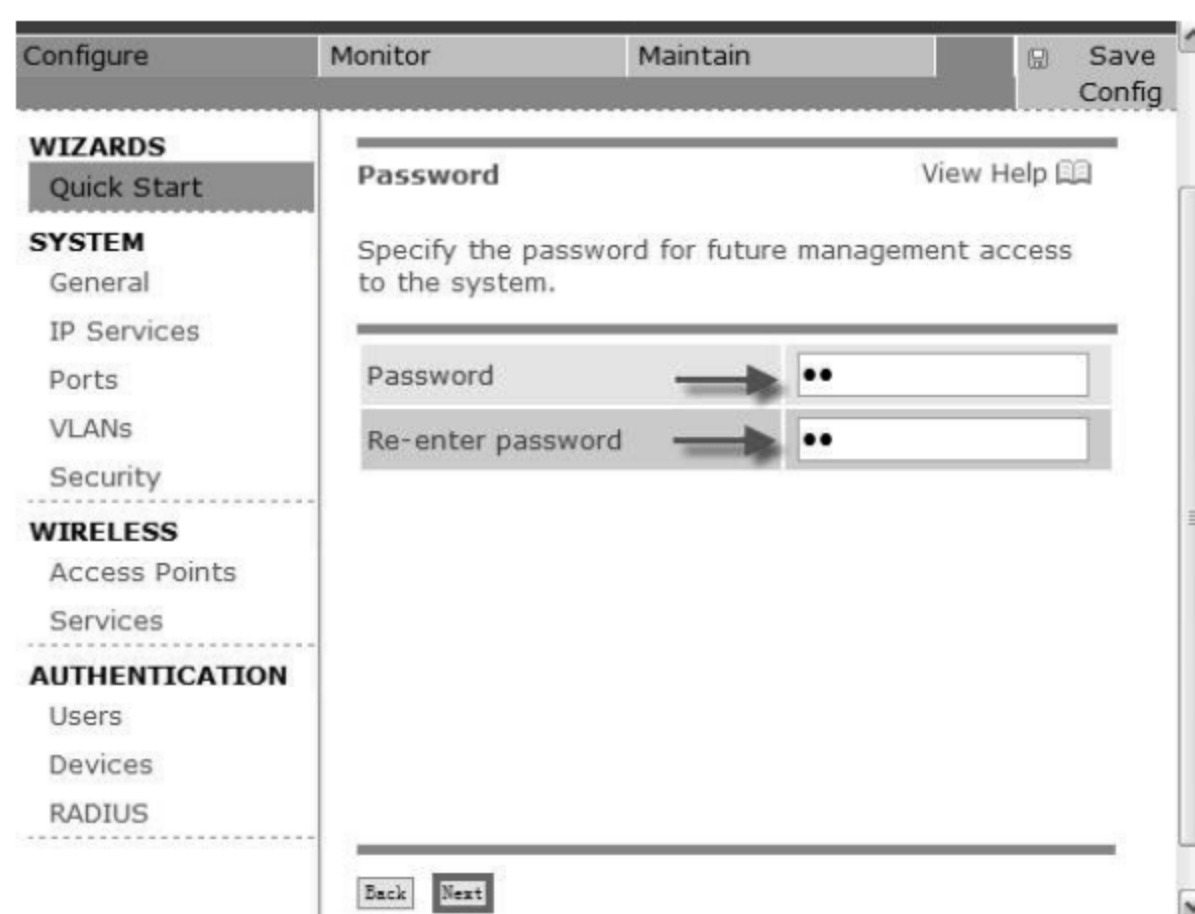 Configure
Monitor
Maintain
Save
Config
WIZARDS
Quick Start
SYSTEM
General
IP Services
Ports
VLANs
Security
WIRELESS
Access Points
Services
AUTHENTICATION
Users
Devices
RADIUS
Password
View Help
Specify the password for future management access
to the system.
Password
••
Re-enter password
••
Back
Next